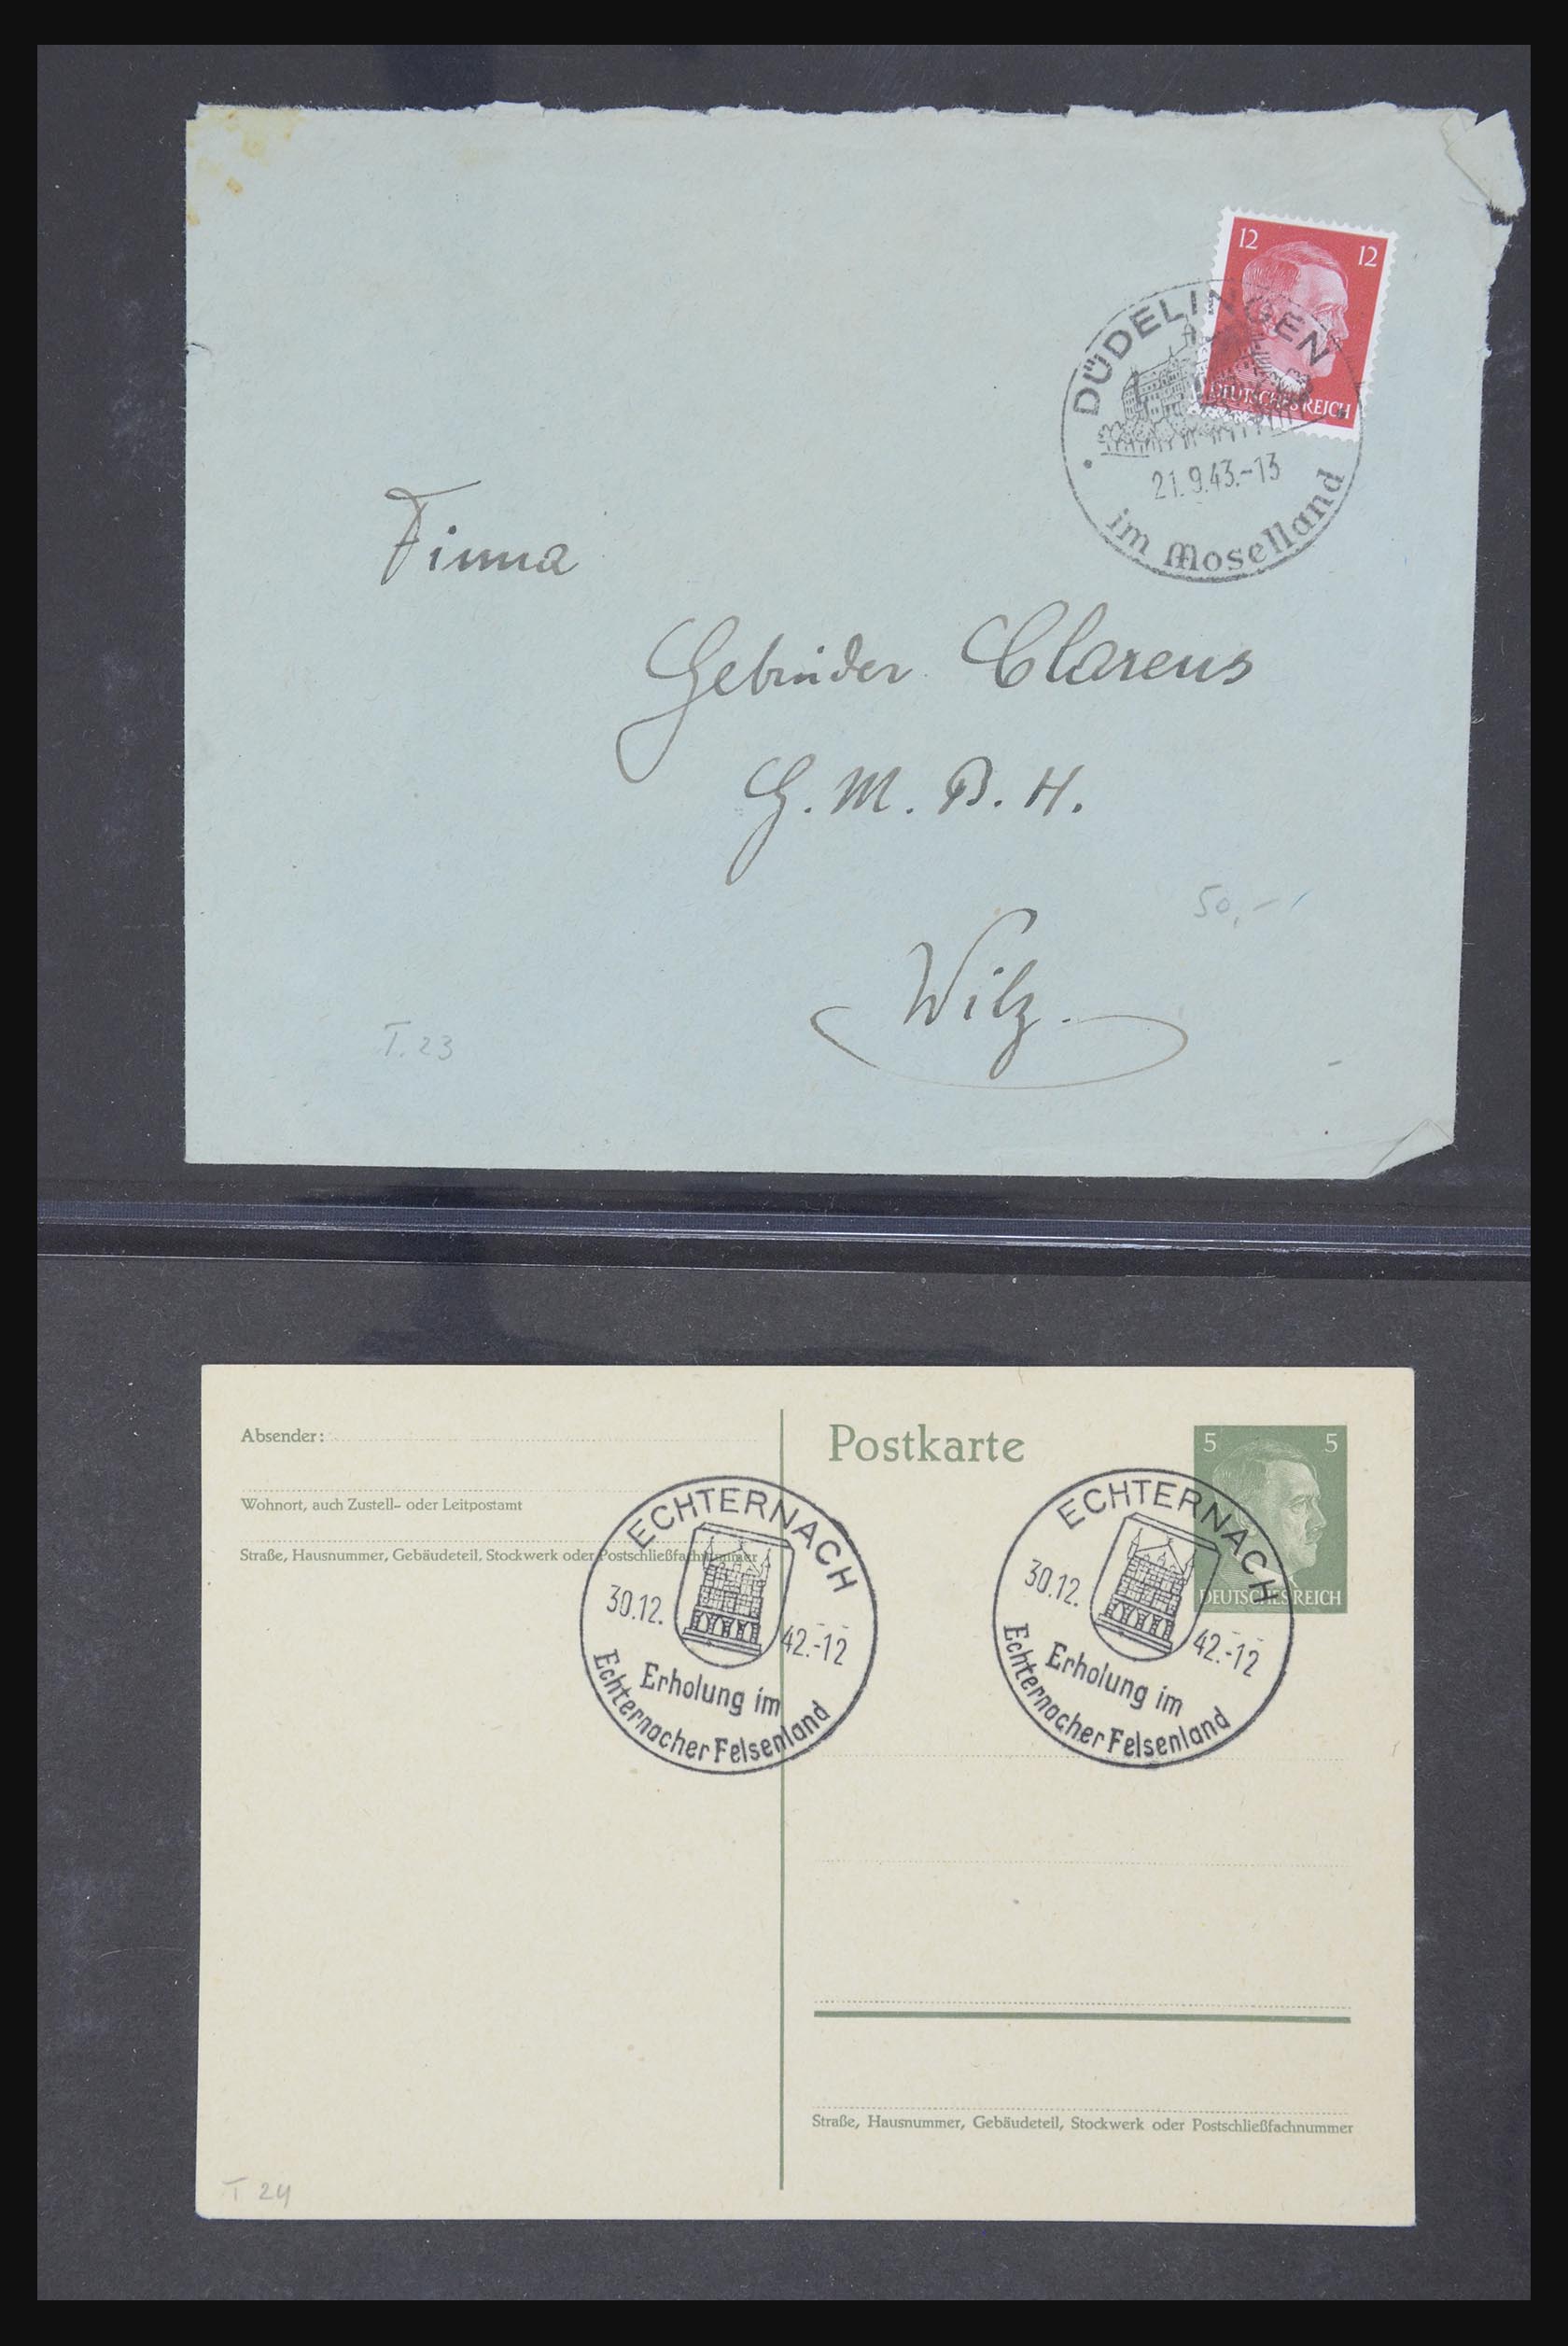 12 12
DEUTSCHES REICH
DÜDELINGEN
21.9.43.-13
im Moselland
Firma
Gebrüder Clarens
G.M.B.H.
50,-
Wilz.
T. 23
Absender:
Wohnort, auch Zustell- oder Leitpostamt
Straße, Hausnummer, Gebäudeteil, Stockwerk oder Postschließfachnummer
Postkarte
5 5
DEUTSCHES REICH
ECHTERNACH
30.12. 42.-12
Erholung im
Echternacher Felsenland
ECHTERNACH
30.12. 42.-12
Erholung im
Echternacher Felsenland
Straße, Hausnummer, Gebäudeteil, Stockwerk oder Postschließfachnummer
T 24